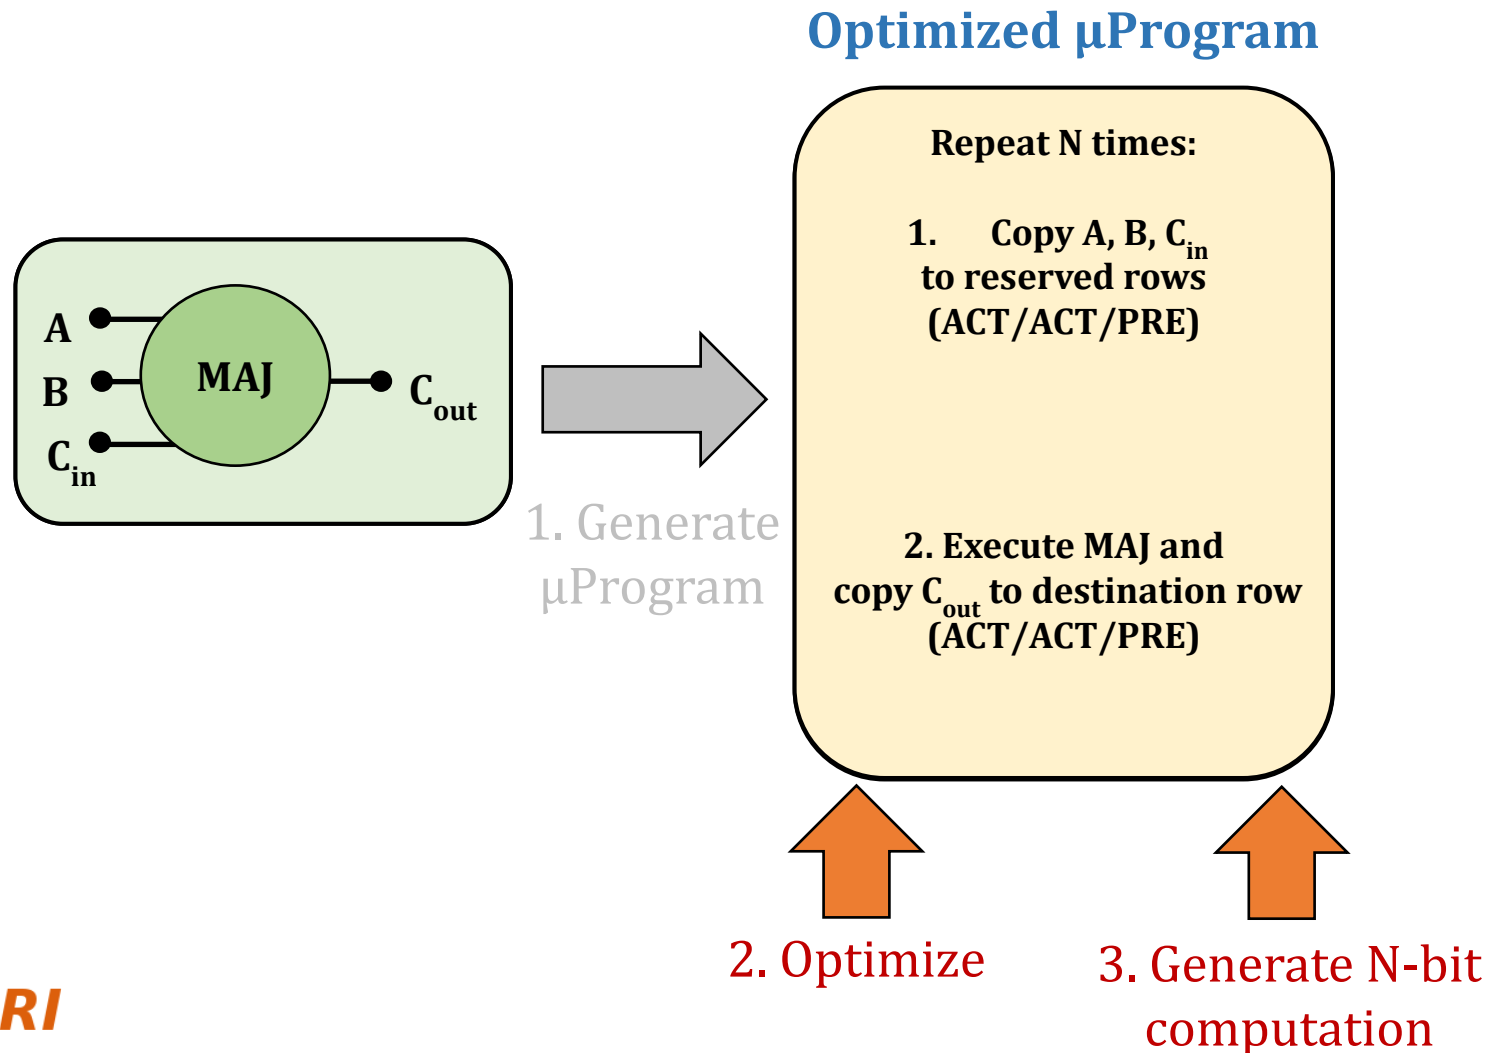 Optimized μProgram
Repeat N times:
1. Copy A, B, Cin
to reserved rows
(ACT/ACT/PRE)
A
B
Cin
MAJ
Cout
1. Generate
μProgram
2. Execute MAJ and
copy Cout to destination row
(ACT/ACT/PRE)
2. Optimize
3. Generate N-bit
computation
RI